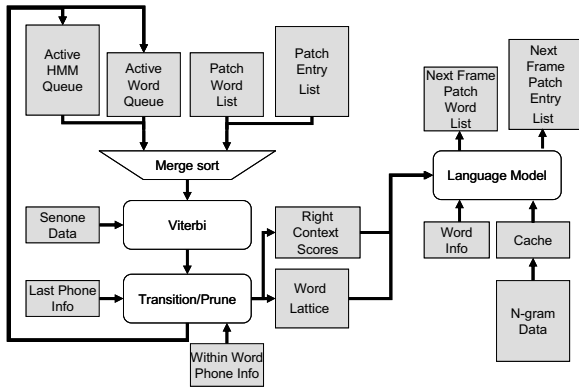 Active
HMM
Queue
Active
Word
Queue
Patch
Word
List
Patch
Entry
List
Next Frame
Patch
Word
List
Next
Frame
Patch
Entry
List
Merge sort
Language Model
Senone
Data
Viterbi
Right
Context
Scores
Word
Info
Cache
Last Phone
Info
Transition/Prune
Word
Lattice
N-gram
Data
Within Word
Phone Info